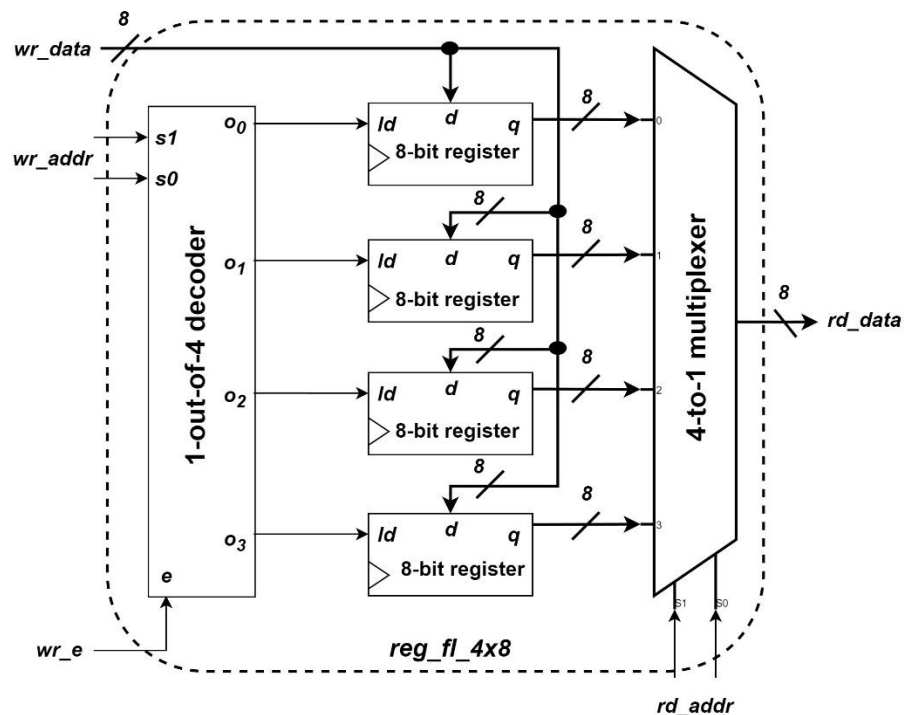 8
wr_data
8
o0
ld
d
q
0
8-bit register
s1
wr_addr
s0
8
8
o1
ld
d
q
1
8-bit register
1-out-of-4 decoder
4-to-1 multiplexer
8
rd_data
8
8
o2
ld
d
q
2
8-bit register
8
8
o3
ld
d
q
3
8-bit register
e
S1
S0
wr_e
reg_fl_4x8
rd_addr